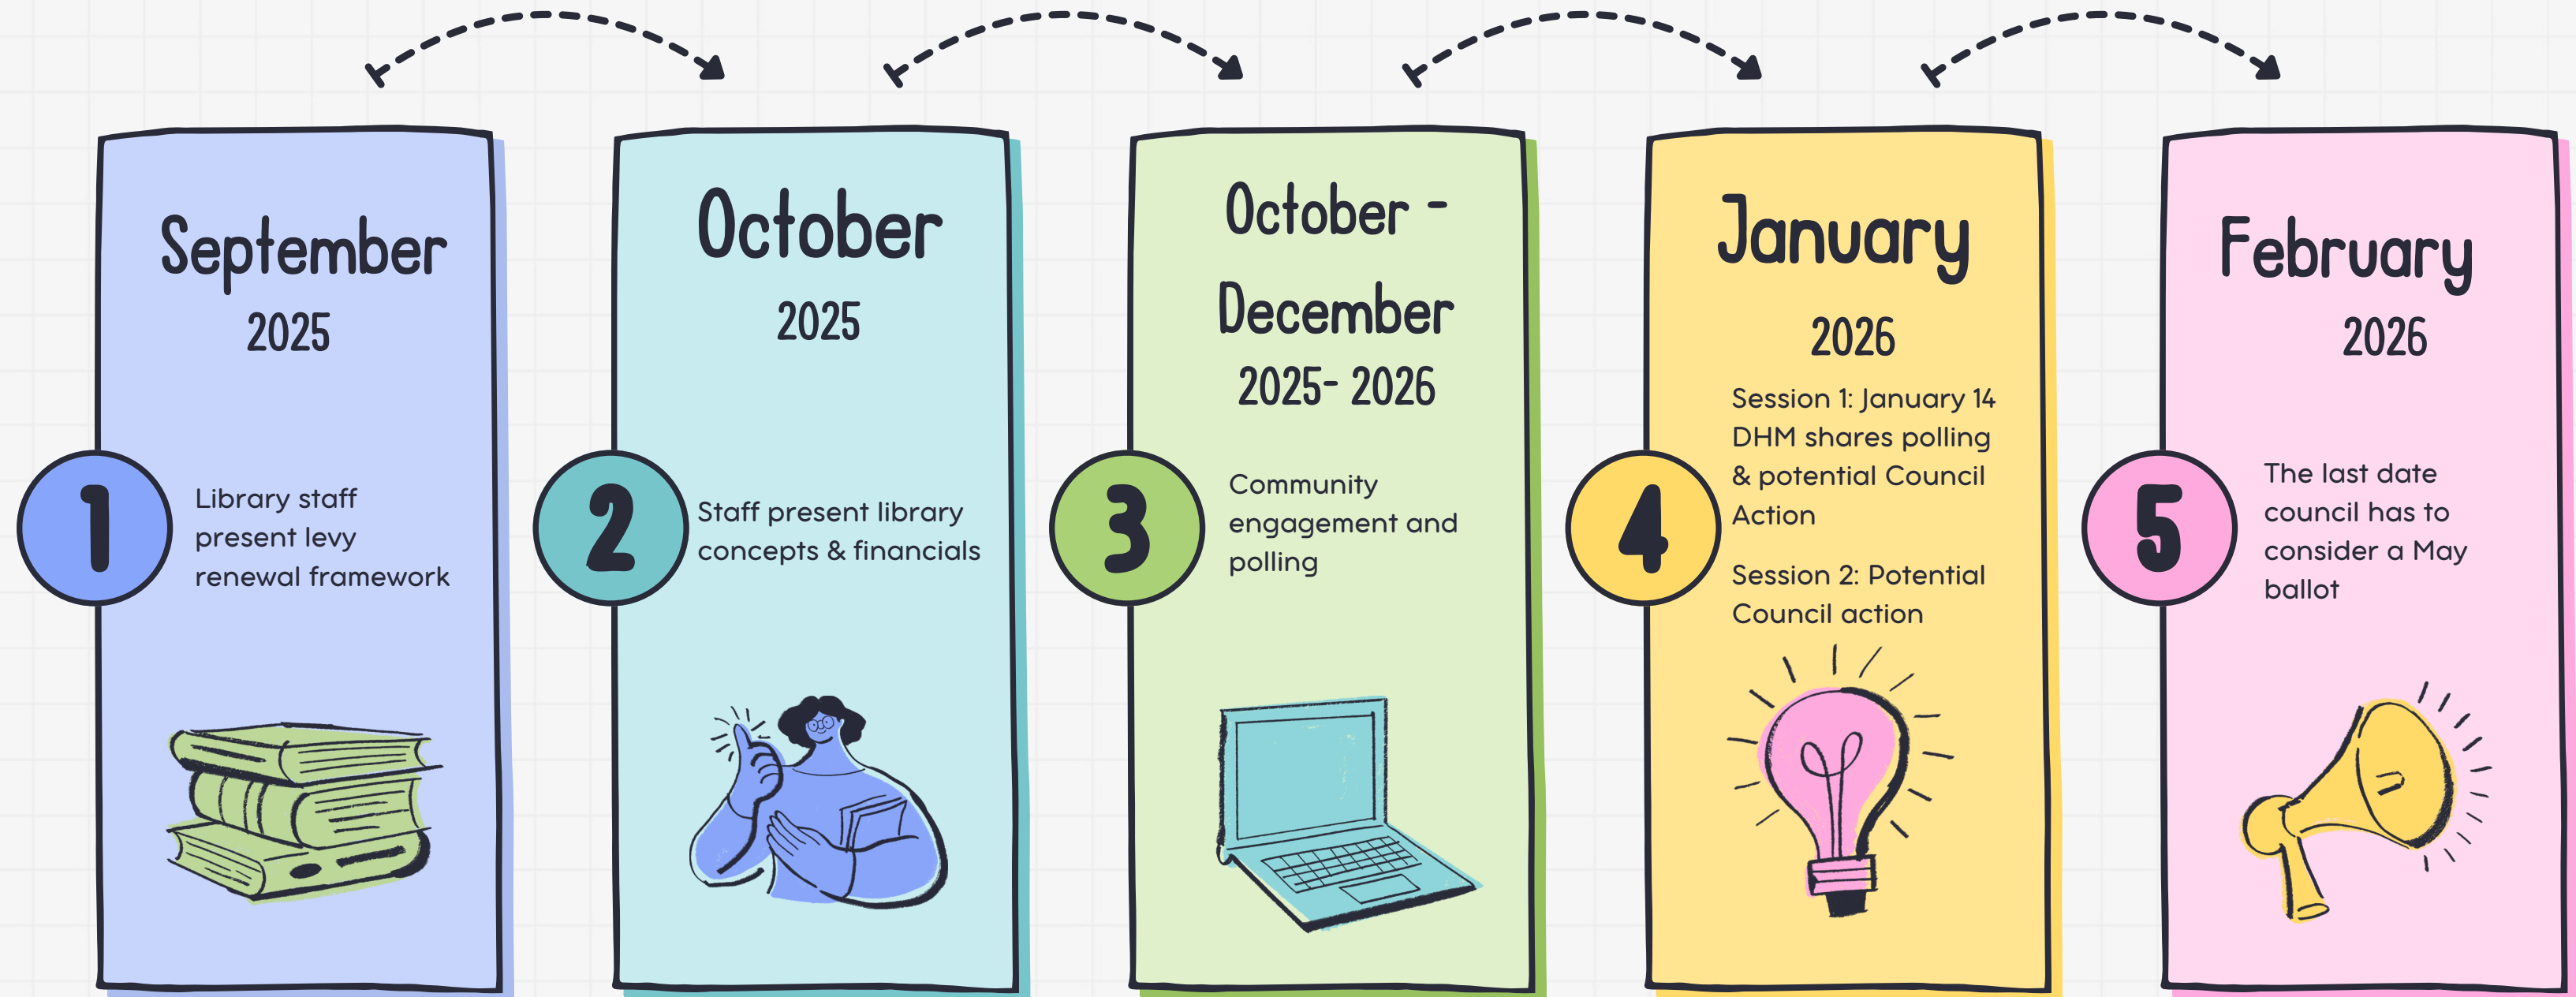 September
2025
1
Library staff
present levy
renewal framework
October
2025
2
Staff present library
concepts & financials
October -
December
2025- 2026
3
Community
engagement and
polling
January
2026
4
Session 1: January 14
DHM shares polling
& potential Council
Action
Session 2: Potential
Council action
February
2026
5
The last date
council has to
consider a May
ballot